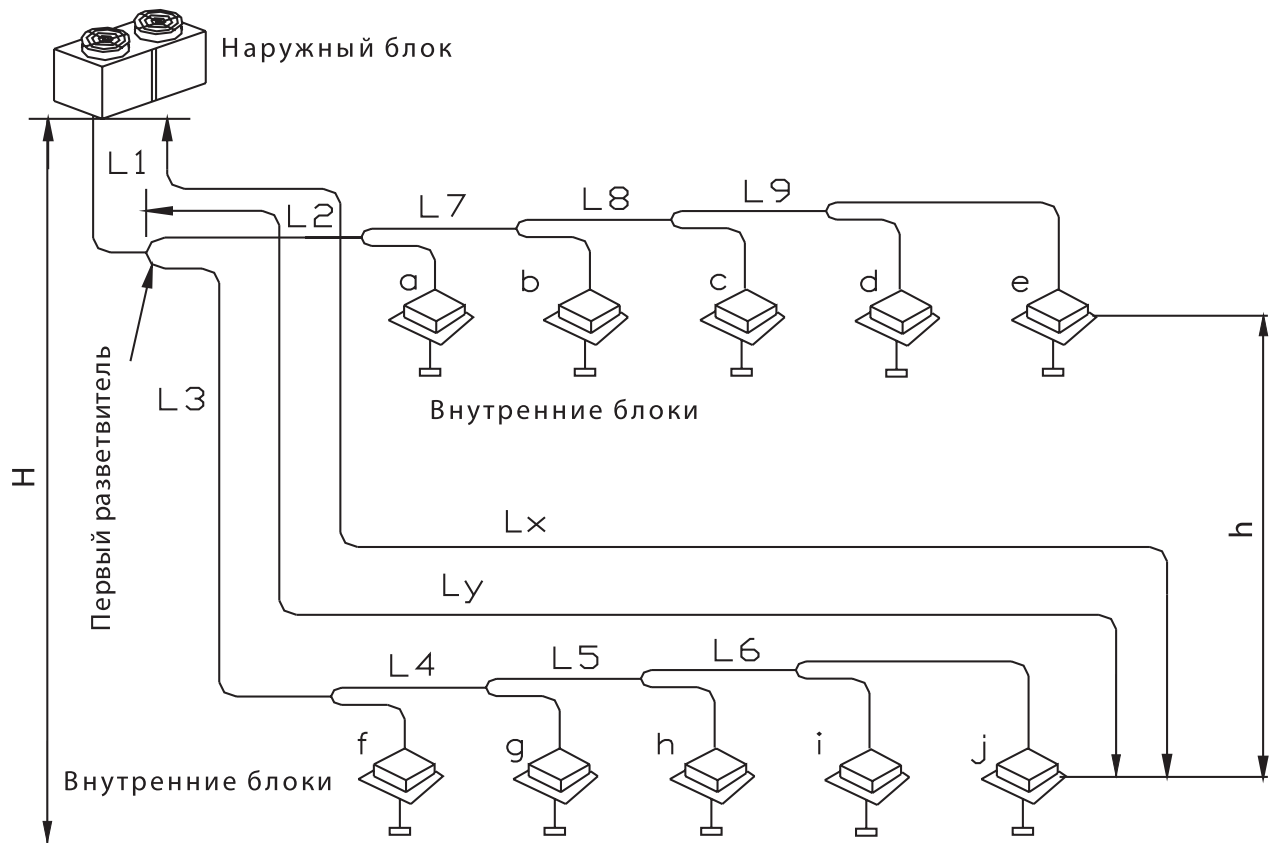 Наружный блок
L1
L2
L7
L8
L9
a
b
c
d
e
Первый разветвитель
L3
Внутренние блоки
H
h
Lx
Ly
L4
L5
L6
f
g
h
i
j
Внутренние блоки